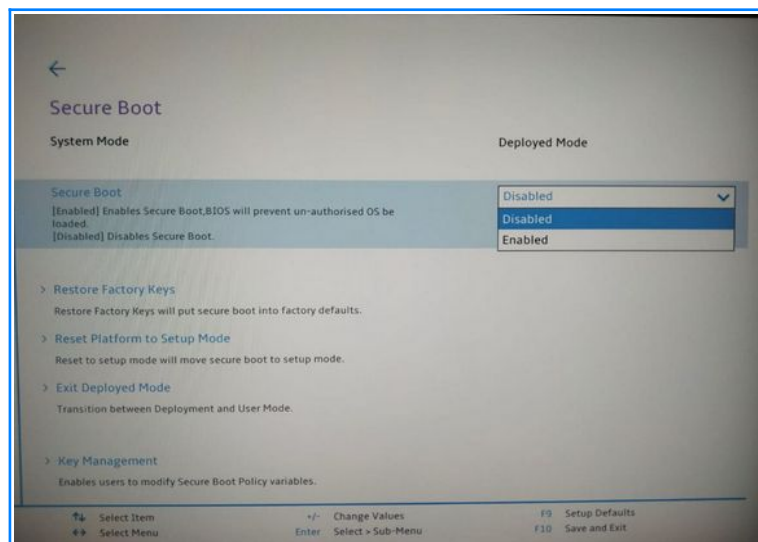 Secure Boot
System Mode Deployed Mode
Secure Boot Disabled
[Enabled] Enables Secure Boot,BIOS will prevent un-authorised OS be
loaded.
[Disabled] Disables Secure Boot.
Disabled
Enabled
> Restore Factory Keys
Restore Factory Keys will put secure boot into factory defaults.
> Reset Platform to Setup Mode
Reset to setup mode will move secure boot to setup mode.
> Exit Deployed Mode
Transition between Deployment and User Mode.
> Key Management
Enables users to modify Secure Boot Policy variables.
↑↓ Select Item +/- Change Values F9 Setup Defaults
←→ Select Menu Enter Select > Sub-Menu F10 Save and Exit